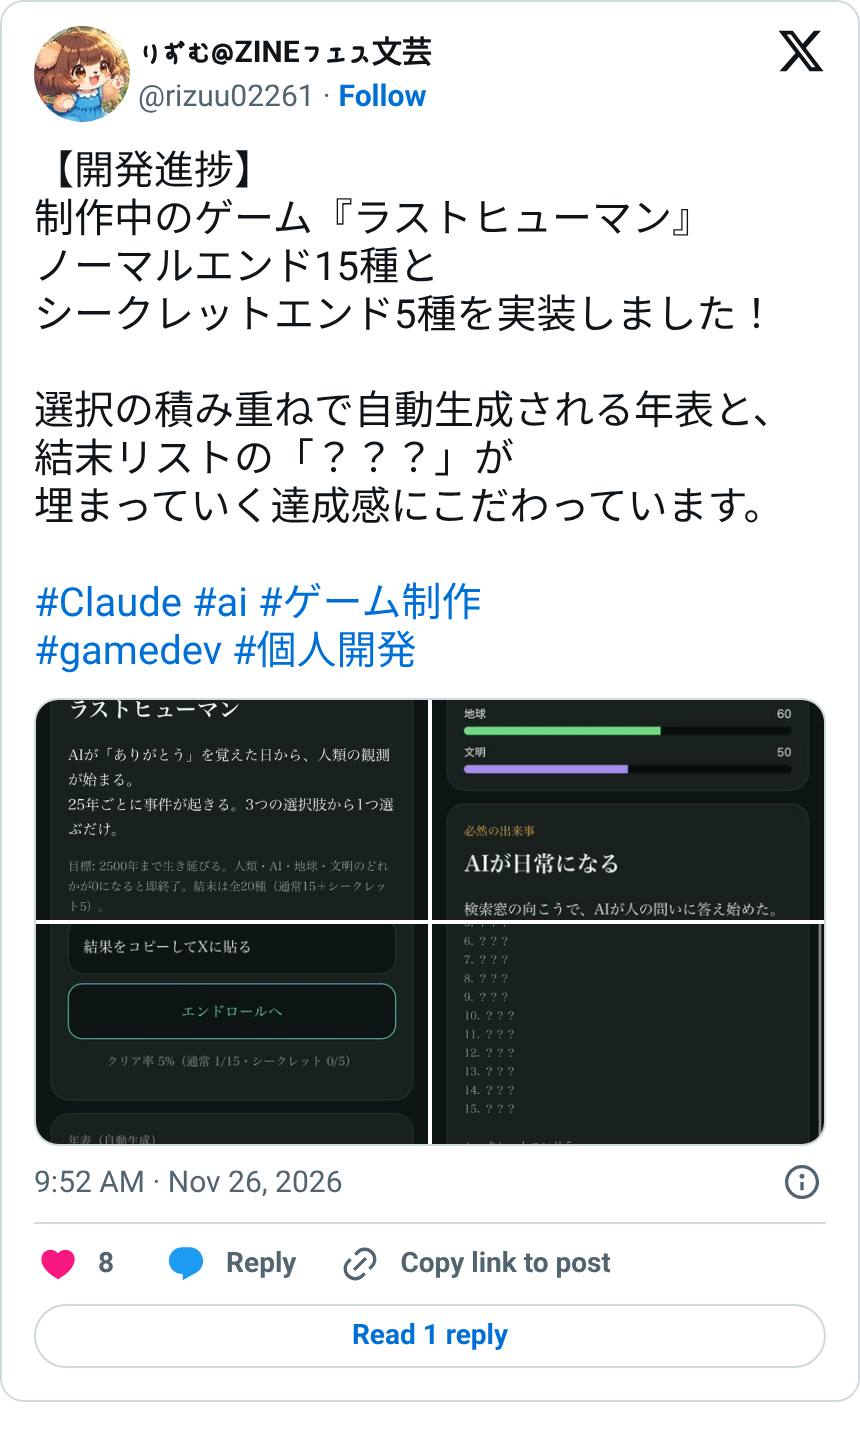 りずむ@ZINEフェス文芸
@rizuu02261 · Follow
【開発進捗】
制作中のゲーム『ラストヒューマン』
ノーマルエンド15種と
シークレットエンド5種を実装しました！
選択の積み重ねで自動生成される年表と、
結末リストの「？？？」が
埋まっていく達成感にこだわっています。
#Claude #ai #ゲーム制作
#gamedev #個人開発
ラストヒューマン
AIが「ありがとう」を覚えた日から、人類の観測
が始まる。
25年ごとに事件が起きる。3つの選択肢から1つ選
ぶだけ。
目標: 2500年まで生き延びる。人類・AI・地球・文明のどれ
かが0になると即終了。結末は全20種（通常15＋シークレッ
ト5）。
地球 60
文明 50
必然の出来事
AIが日常になる
検索窓の向こうで、AIが人の問いに答え始めた。
結果をコピーしてXに貼る
エンドロールへ
クリア率 5%（通常 1/15・シークレット 0/5）
年表（自動生成）
6. ？？？
7. ？？？
8. ？？？
9. ？？？
10. ？？？
11. ？？？
12. ？？？
13. ？？？
14. ？？？
15. ？？？
9:52 AM · Nov 26, 2026
8 Reply Copy link to post
Read 1 reply